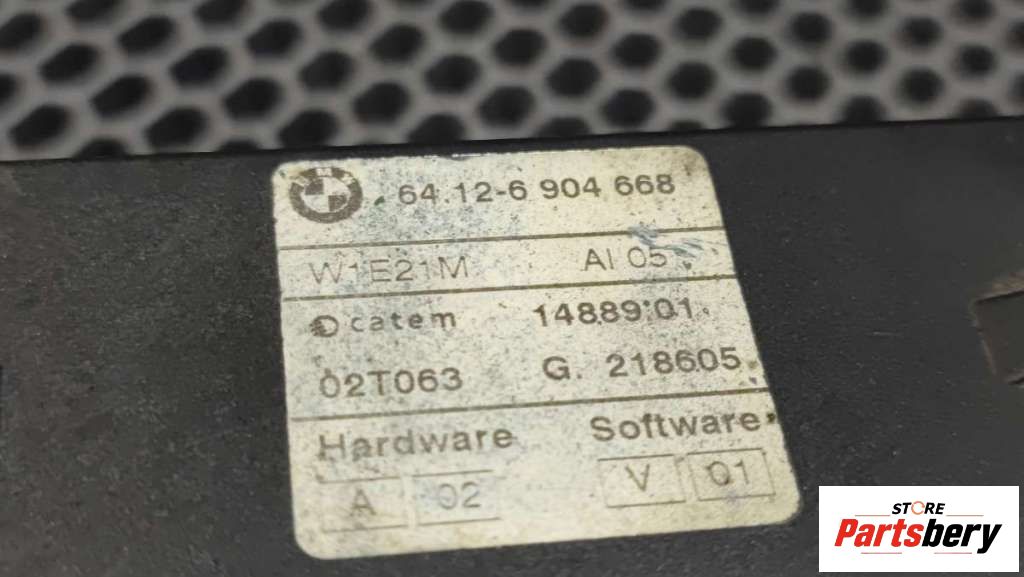 BMW
64.12-6 904 668
W1E21M AI 05
catem 14889:01
02T063 G. 218605
Hardware Software
A 02 V 01
STORE
Partsbery